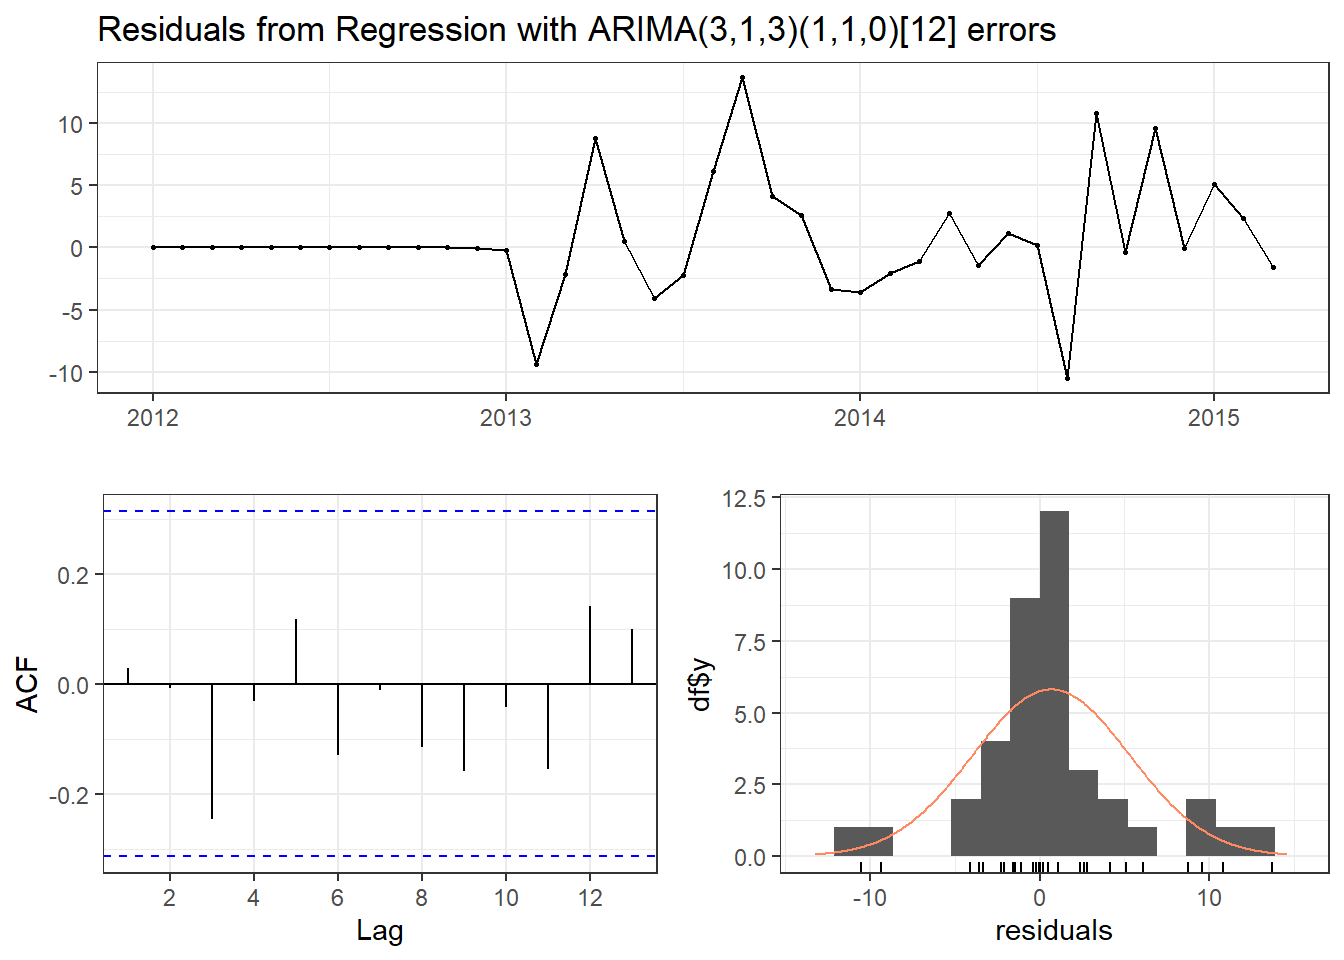 Residuals from Regression with ARIMA(3,1,3)(1,1,0)[12] errors
10
5
0
-5
-10
2012 2013 2014 2015
ACF
0.2
0.0
-0.2
2 4 6 8 10 12
Lag
df$y
12.5
10.0
7.5
5.0
2.5
0.0
-10 0 10
residuals